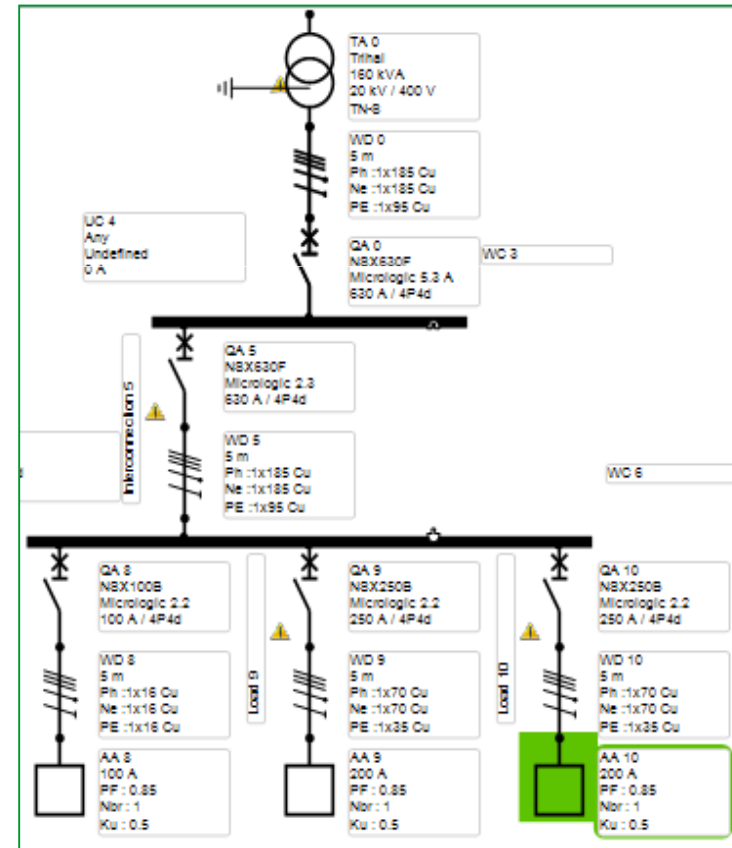 TA 0
Trihal
160 kVA
20 kV / 400 V
TN-S
WD 0
5 m
Ph :1x185 Cu
Ne :1x185 Cu
PE :1x95 Cu
UC 4
Any
Undefined
0 A
QA 0
NSX630F
Micrologic 5.3 A
630 A / 4P4d
WC 3
Interconnection 5
QA 5
NSX630F
Micrologic 2.3
630 A / 4P4d
WD 5
5 m
Ph :1x185 Cu
Ne :1x185 Cu
PE :1x95 Cu
WC 6
QA 8
NSX100B
Micrologic 2.2
100 A / 4P4d
WD 8
5 m
Ph :1x16 Cu
Ne :1x16 Cu
PE :1x16 Cu
AA 8
100 A
PF : 0.85
Nbr : 1
Ku : 0.5
Load 9
QA 9
NSX250B
Micrologic 2.2
250 A / 4P4d
WD 9
5 m
Ph :1x70 Cu
Ne :1x70 Cu
PE :1x35 Cu
AA 9
200 A
PF : 0.85
Nbr : 1
Ku : 0.5
Load 10
QA 10
NSX250B
Micrologic 2.2
250 A / 4P4d
WD 10
5 m
Ph :1x70 Cu
Ne :1x70 Cu
PE :1x35 Cu
AA 10
200 A
PF : 0.85
Nbr : 1
Ku : 0.5